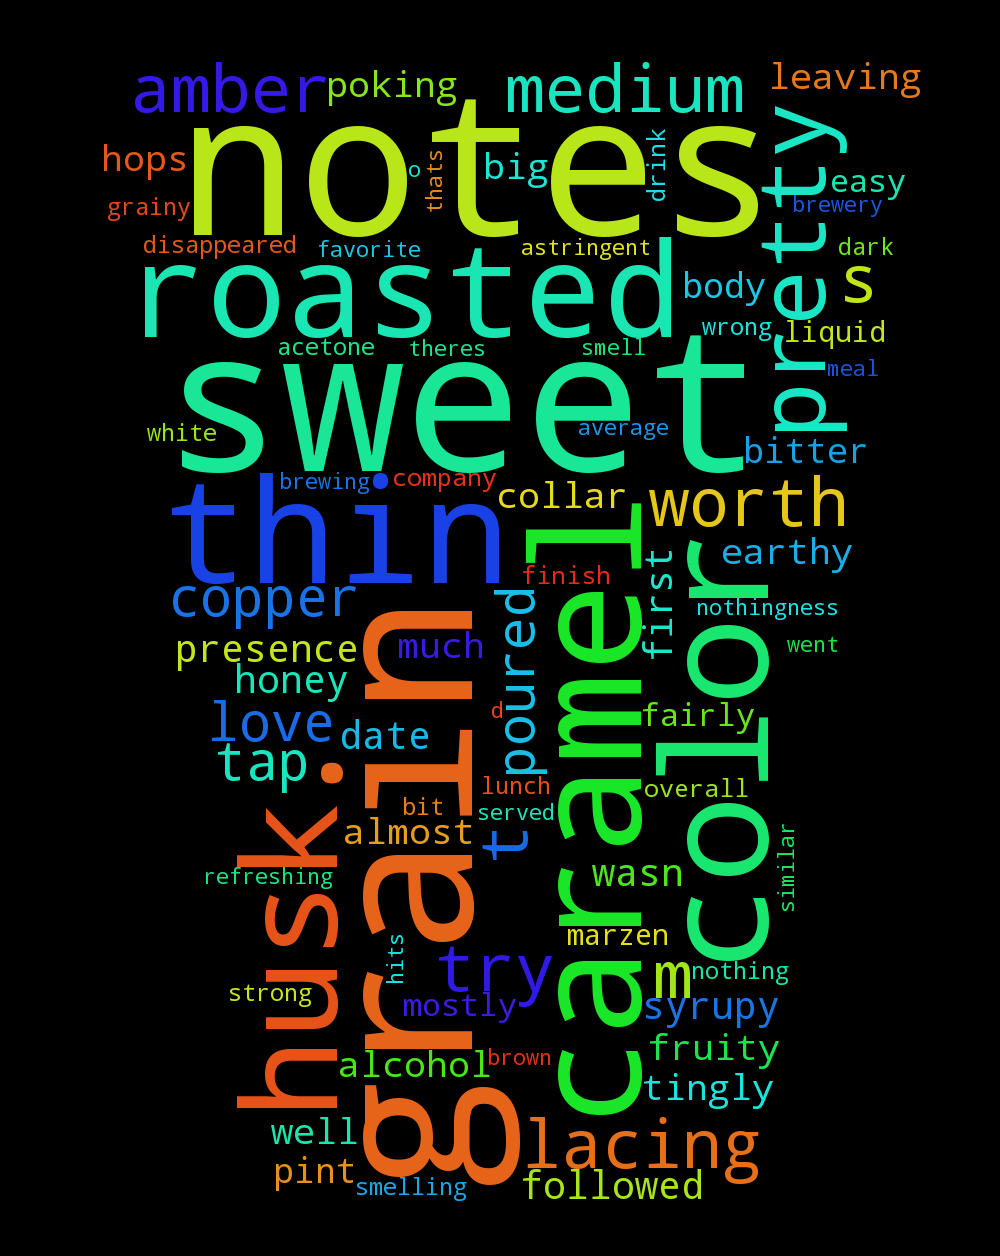 amber
poking
medium
leaving
notes
hops
o
thats
big
drink
pretty
easy
grainy
brewery
disappeared
favorite
astringent
dark
roasted
body
s
wrong
liquid
acetone
theres
smell
sweet
meal
white
average
bitter
brewing
company
collar
worth
thin
caramel
color
earthy
finish
first
copper
poured
nothingness
grain
presence
much
went
honey
love
date
d
fairly
tap
husk
lunch
overall
bit
served
almost
t
similar
refreshing
wasn
marzen
hits
try
m
nothing
strong
mostly
syrupy
alcohol
brown
fruity
tingly
well
lacing
pint
smelling
followed